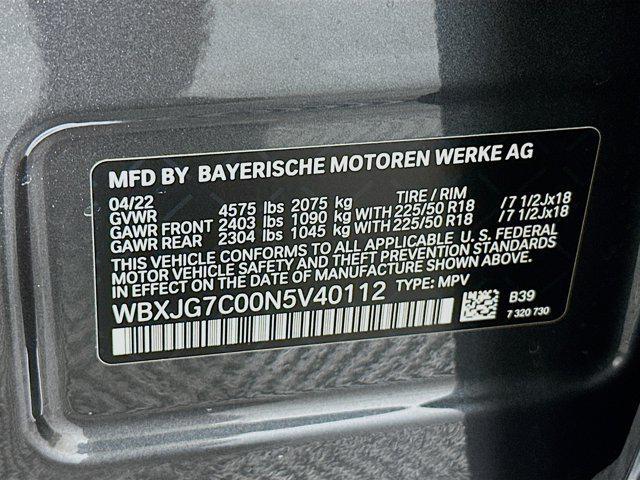 MFD BY BAYERISCHE MOTOREN WERKE AG
04/22 TIRE / RIM
GVWR 4575 lbs 2075 kg
GAWR FRONT 2403 lbs 1090 kg WITH 225/50 R18 /7 1/2Jx18
GAWR REAR 2304 lbs 1045 kg WITH 225/50 R18 /7 1/2Jx18
THIS VEHICLE CONFORMS TO ALL APPLICABLE U. S. FEDERAL
MOTOR VEHICLE SAFETY AND THEFT PREVENTION STANDARDS
IN EFFECT ON THE DATE OF MANUFACTURE SHOWN ABOVE.
WBXJG7C00N5V40112 TYPE: MPV
B39
7 320 730